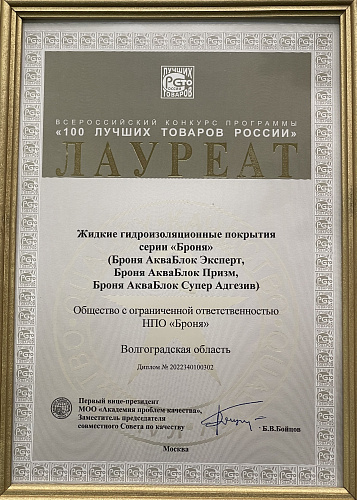 ЛУЧШИХ
ТОВАРОВ
ВСЕРОССИЙСКИЙ КОНКУРС ПРОГРАММЫ
«100 ЛУЧШИХ ТОВАРОВ РОССИИ»
ЛАУРЕАТ
Жидкие гидроизоляционные покрытия
серии «Броня»
(Броня АкваБлок Эксперт,
Броня АкваБлок Призм,
Броня АкваБлок Супер Адгезив)
Общество с ограниченной ответственностью
НПО «Броня»
Волгоградская область
Диплом № 2022340100302
Первый вице-президент
МОО «Академия проблем качества»,
Заместитель председателя
совместного Совета по качеству
Б.В.Бойцов
Москва